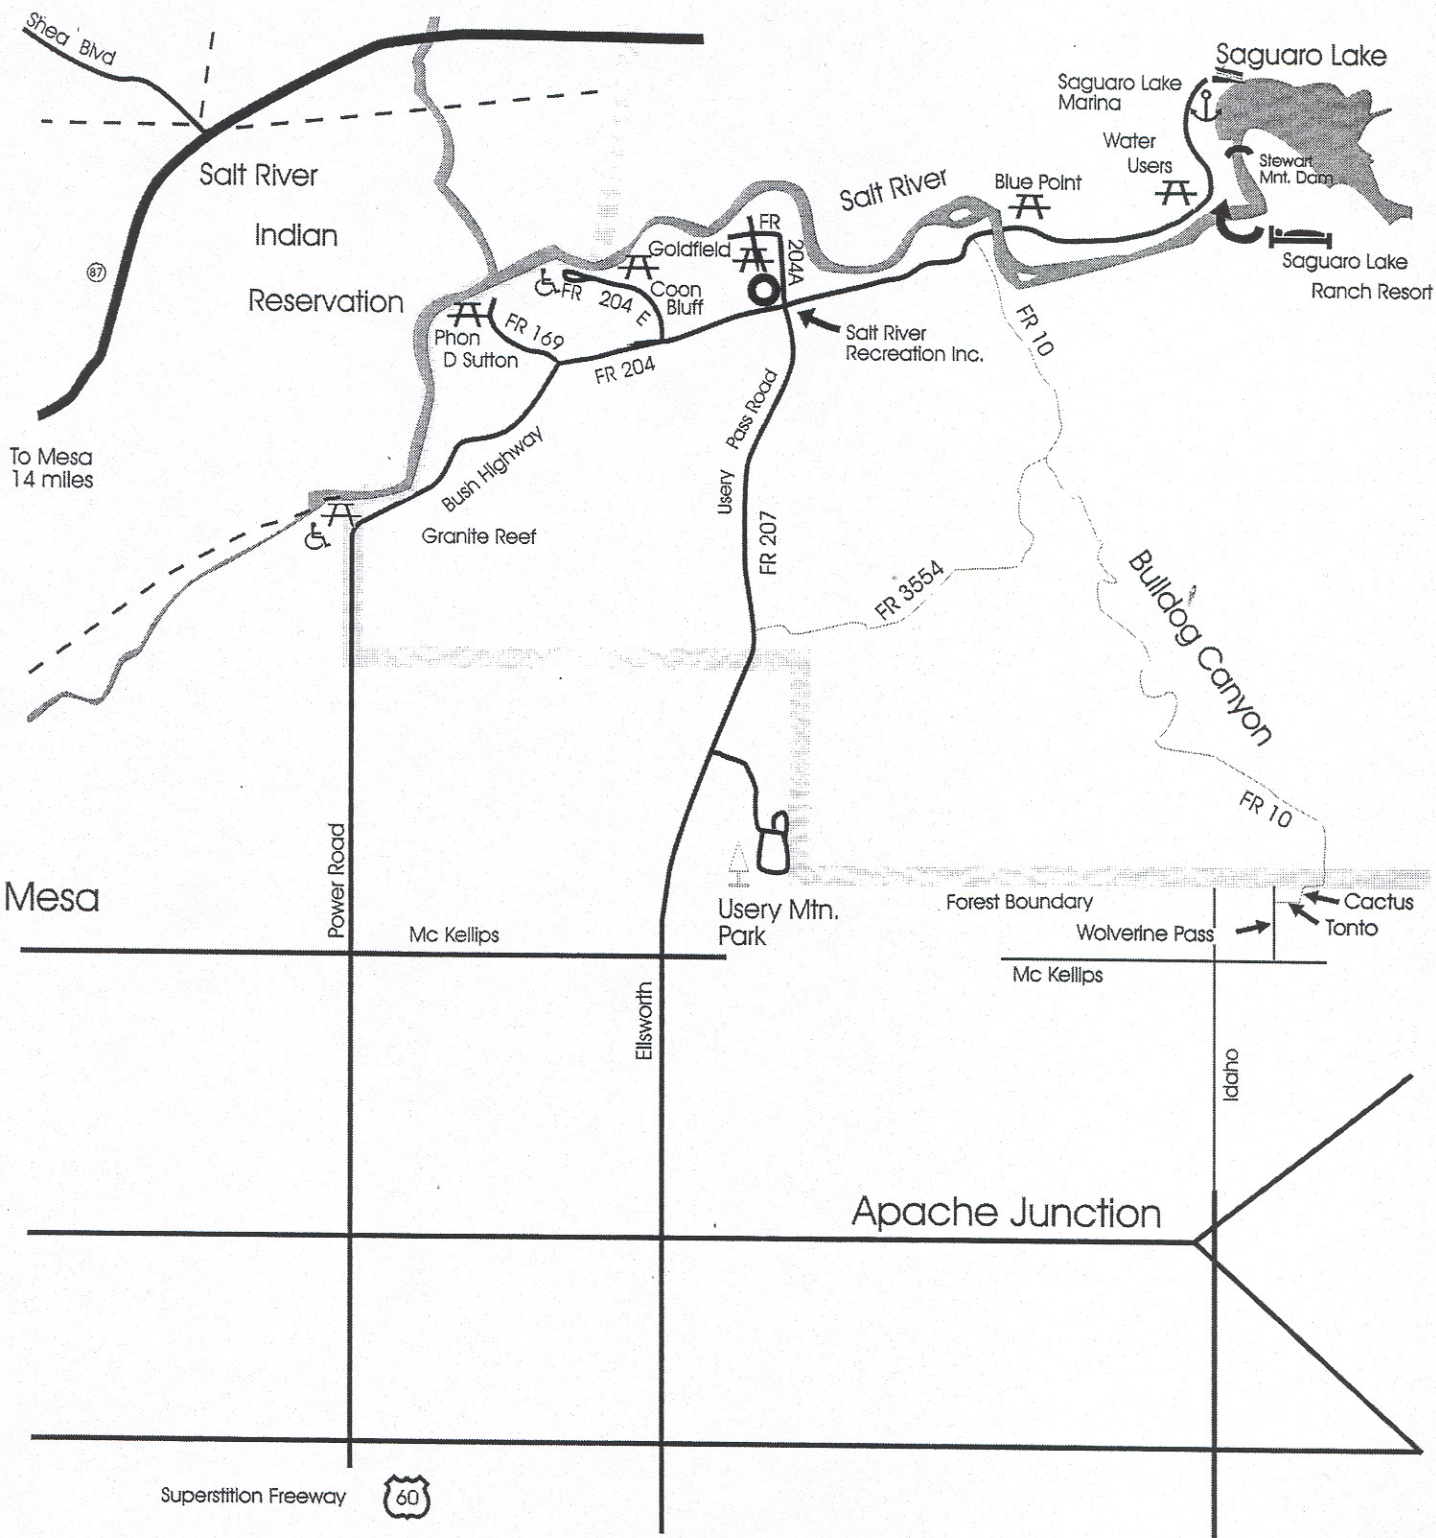 Shea Blvd
Saguaro Lake
Saguaro Lake
Marina
Water
Users
Stewart
Mnt. Dam
Salt River
Indian
Reservation
87
Salt River
Blue Point
FR
204A
Goldfield
Coon
Bluff
FR 204 E
Saguaro Lake
Ranch Resort
Phon
D Sutton
FR 169
FR 204
Salt River
Recreation Inc.
FR 10
To Mesa
14 miles
Bush Highway
Usery Pass Road
Granite Reef
FR 207
FR 3554
Bulldog Canyon
FR 10
Power Road
Mesa
Usery Mtn.
Park
Forest Boundary
Cactus
Tonto
Wolverine Pass
Mc Kellips
Mc Kellips
Ellsworth
Idaho
Apache Junction
Superstition Freeway
60